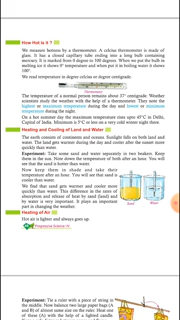 How Hot is it ?
We measure hotness by a thermometer. A celcius thermometer is made of
glass. It has a closed capillary tube ending into a long bulb containing
mercury. It is marked from 0 degree to 100 degrees. When we put the bulb in
melting ice it shows 0° temperature and when put it in boiling water it shows
100°.
We read temperature in degree celcius or degree centigrade.
Thermometer
The temperature of a normal person remains about 37° centigrade. Weather
scientists study the weather with the help of a thermometer. They note the
highest or maximum temperature during the day and lowest or minimum
temperature during the night.
On a hot summer day the maximum temperature rises upto 45°C in Delhi,
Capital of India. Minimum is 5°C or less on a very cold winter night there.
Heating and Cooling of Land and Water
The earth consists of continents and oceans. Sunlight falls on both land and
water. The land gets warmer during the day and cooler after the sunset more
quickly than water.
Experiment: Take some sand and water separately in two beakers. Keep
them in the sun. Note down the temperature of both after an hour. You will
see that the sand is hotter than water.
Now keep them in shade and take their
temperature after an hour. You will see that sand is
cooler than water
We find that sand gets warmer and cooler more
quickly than water. This difference in the rates of
absorption and release of heat by sand (land) and
by water is very important. It plays an important
part in changing the weather.
Sand
Water
Heating of Air
Hot air is lighter and always goes up
Progressive Science-IV
Experiment: Tie a ruler with a piece of string in
the middle. Now balance two large paper bags (A
and B) of almost same size on the ruler. Heat one
of these (A) with the help of a lighted candle.
Precaution: Be careful during heating of the